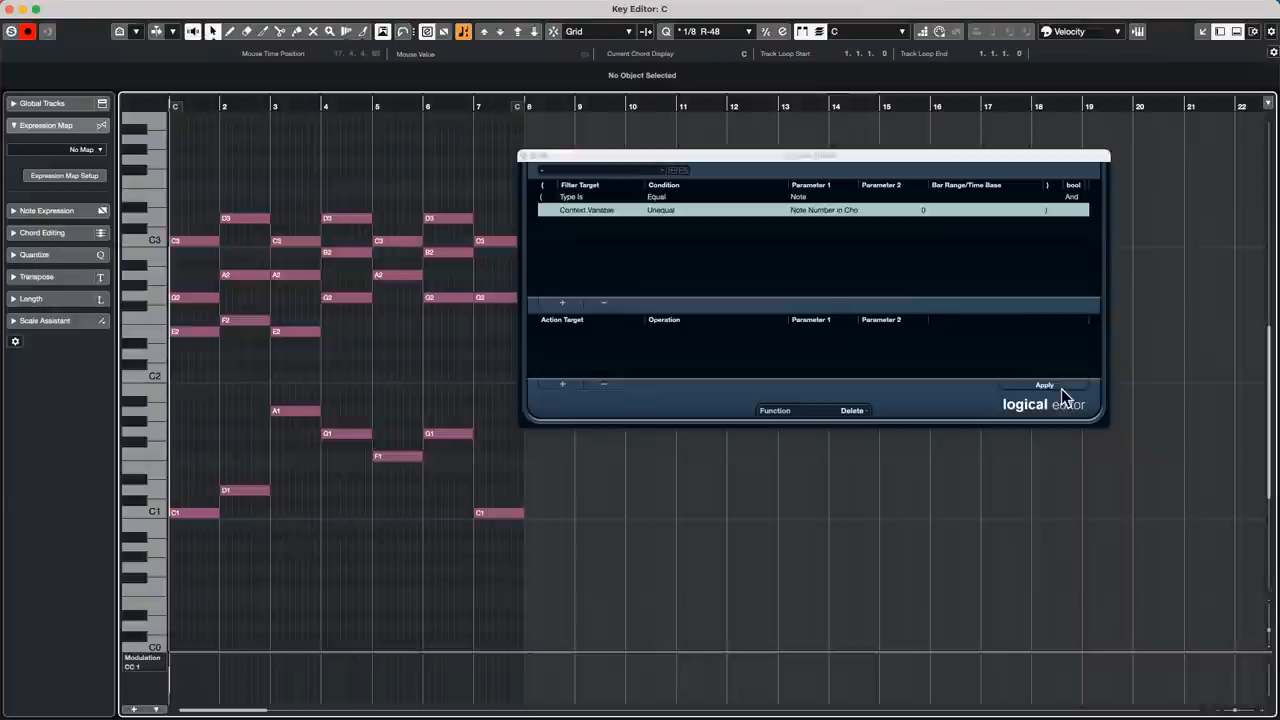 Key Editor: C
Grid
Q * 1/8 R-48
C
Velocity
Mouse Time Position
17. 4. 4. 68
Mouse Value
Current Chord Display
C
Track Loop Start
1. 1. 1. 0
Track Loop End
1. 1. 1. 0
No Object Selected
Global Tracks
Expression Map
No Map
Expression Map Setup
Note Expression
Chord Editing
Quantize
Q
Transpose
T
Length
L
Scale Assistant
C 2 3 4 5 6 7 C 8 9 10 11 12 13 14 15 16 17 18 19 20 21 22
( Filter Target Condition Parameter 1 Parameter 2 Bar Range/Time Base ) bool
( Type Is Equal Note And
Context Variable Unequal Note Number in Cho 0 )
+ −
Action Target Operation Parameter 1 Parameter 2
+ −
Apply
logical editor
Function Delete
D3 D3 D3
C3 C3 C3 C3 C3
B2 B2
A2 A2 A2
G2 G2 G2 G2
F2
E2 E2
C2
A1
G1 G1
F1
D1
C1 C1 C1
C0
Modulation
CC 1